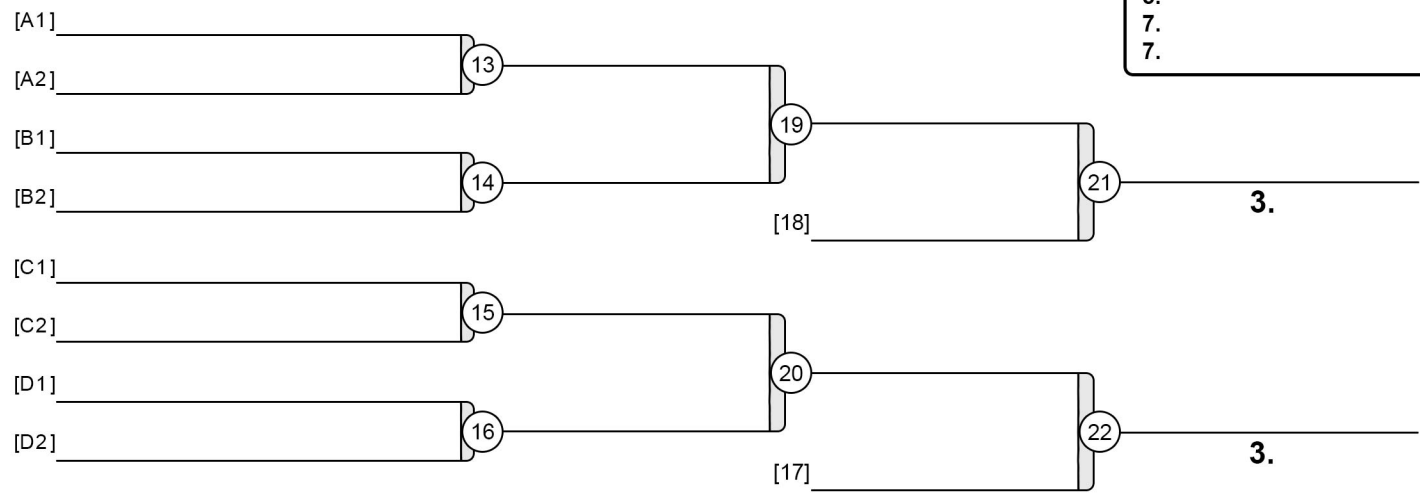 [A1]
[A2]
13
[B1]
[B2]
14
19
[18]
21
3.
[C1]
[C2]
15
[D1]
[D2]
16
20
[17]
22
3.
7.
7.